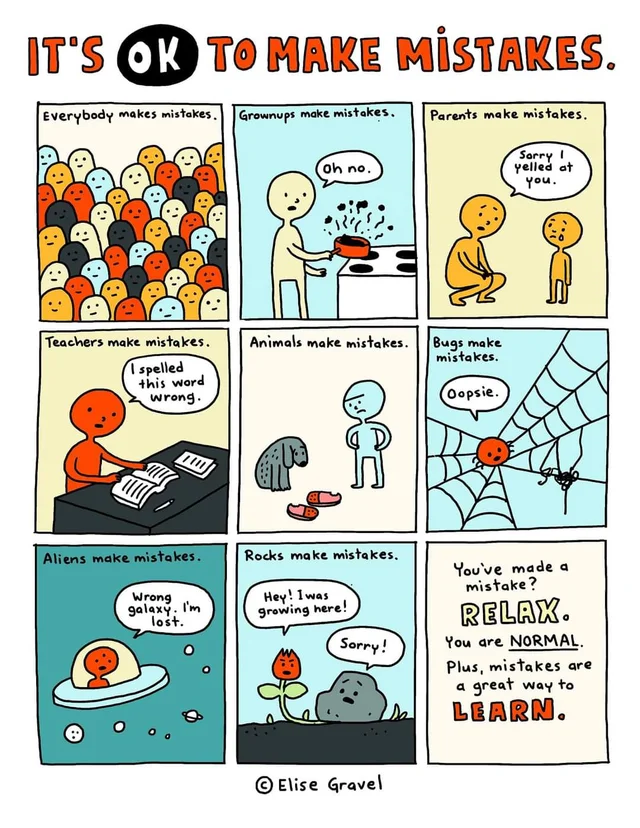 IT'S OK TO MAKE MISTAKES.
Everybody makes mistakes.
Grownups make mistakes.
Oh no.
Parents make mistakes.
Sorry I
yelled at
you.
Teachers make mistakes.
I spelled
this word
wrong.
Animals make mistakes.
Bugs make
mistakes.
Oopsie.
Aliens make mistakes.
Wrong
galaxy. I'm
lost.
Rocks make mistakes.
Hey! I was
growing here!
Sorry!
You've made a
mistake?
RELAX.
You are NORMAL.
Plus, mistakes are
a great way to
LEARN.
© Elise Gravel